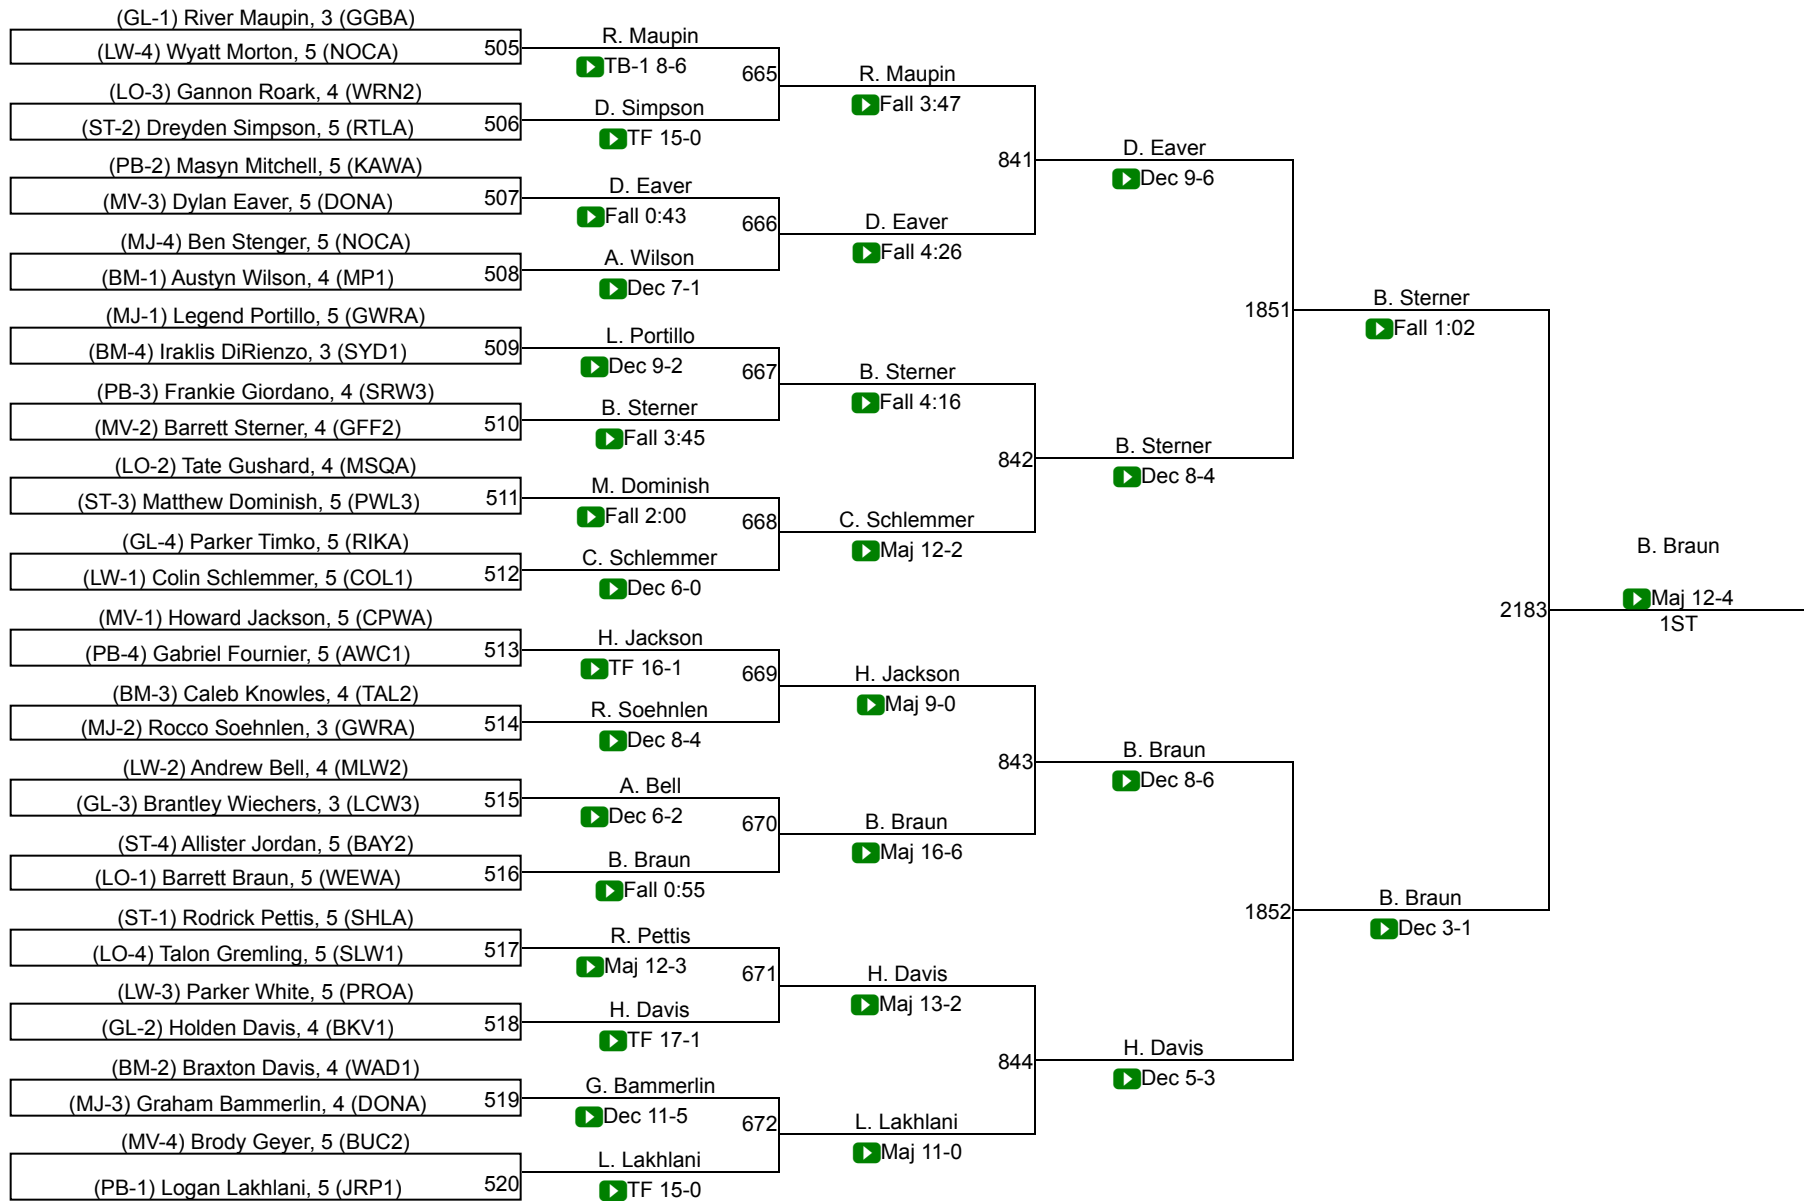 (GL-1) River Maupin, 3 (GGBA)
(LW-4) Wyatt Morton, 5 (NOCA)
505
(LO-3) Gannon Roark, 4 (WRN2)
(ST-2) Dreyden Simpson, 5 (RTLA)
506
(PB-2) Masyn Mitchell, 5 (KAWA)
(MV-3) Dylan Eaver, 5 (DONA)
507
(MJ-4) Ben Stenger, 5 (NOCA)
(BM-1) Austyn Wilson, 4 (MP1)
508
(MJ-1) Legend Portillo, 5 (GWRA)
(BM-4) Iraklis DiRienzo, 3 (SYD1)
509
(PB-3) Frankie Giordano, 4 (SRW3)
(MV-2) Barrett Sterner, 4 (GFF2)
510
(LO-2) Tate Gushard, 4 (MSQA)
(ST-3) Matthew Dominish, 5 (PWL3)
511
(GL-4) Parker Timko, 5 (RIKA)
(LW-1) Colin Schlemmer, 5 (COL1)
512
(MV-1) Howard Jackson, 5 (CPWA)
(PB-4) Gabriel Fournier, 5 (AWC1)
513
(BM-3) Caleb Knowles, 4 (TAL2)
(MJ-2) Rocco Soehnlen, 3 (GWRA)
514
(LW-2) Andrew Bell, 4 (MLW2)
(GL-3) Brantley Wiechers, 3 (LCW3)
515
(ST-4) Allister Jordan, 5 (BAY2)
(LO-1) Barrett Braun, 5 (WEWA)
516
(ST-1) Rodrick Pettis, 5 (SHLA)
(LO-4) Talon Gremling, 5 (SLW1)
517
(LW-3) Parker White, 5 (PROA)
(GL-2) Holden Davis, 4 (BKV1)
518
(BM-2) Braxton Davis, 4 (WAD1)
(MJ-3) Graham Bammerlin, 4 (DONA)
519
(MV-4) Brody Geyer, 5 (BUC2)
(PB-1) Logan Lakhlani, 5 (JRP1)
520
R. Maupin
TB-1 8-6
665
D. Simpson
TF 15-0
D. Eaver
Fall 0:43
666
A. Wilson
Dec 7-1
L. Portillo
Dec 9-2
667
B. Sterner
Fall 3:45
M. Dominish
Fall 2:00
668
C. Schlemmer
Dec 6-0
H. Jackson
TF 16-1
669
R. Soehnlen
Dec 8-4
A. Bell
Dec 6-2
670
B. Braun
Fall 0:55
R. Pettis
Maj 12-3
671
H. Davis
TF 17-1
G. Bammerlin
Dec 11-5
672
L. Lakhlani
TF 15-0
R. Maupin
Fall 3:47
841
D. Eaver
Fall 4:26
B. Sterner
Fall 4:16
842
C. Schlemmer
Maj 12-2
H. Jackson
Maj 9-0
843
B. Braun
Maj 16-6
H. Davis
Maj 13-2
844
L. Lakhlani
Maj 11-0
D. Eaver
Dec 9-6
1851
B. Sterner
Dec 8-4
B. Braun
Dec 8-6
1852
H. Davis
Dec 5-3
B. Sterner
Fall 1:02
2183
B. Braun
Dec 3-1
B. Braun
Maj 12-4
1ST